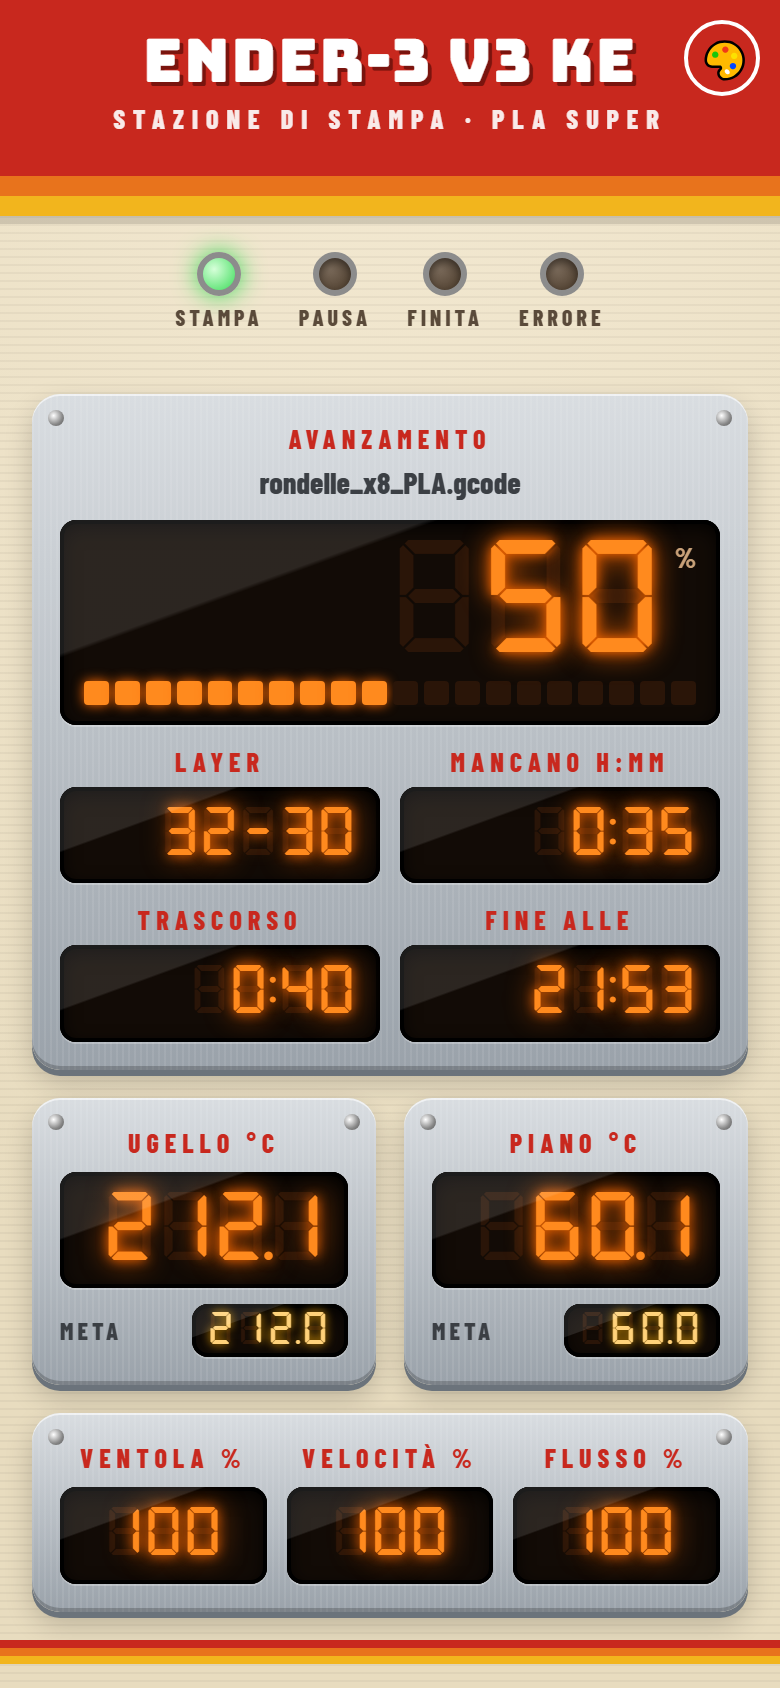 ENDER-3 V3 KE
STAZIONE DI STAMPA · PLA SUPER
STAMPA PAUSA FINITA ERRORE
AVANZAMENTO
rondelle_x8_PLA.gcode
50 %
LAYER MANCANO H:MM
32-30 0:35
TRASCORSO FINE ALLE
0:40 21:53
UGELLO °C PIANO °C
212.1 60.1
META 212.0 META 60.0
VENTOLA % VELOCITÀ % FLUSSO %
100 100 100